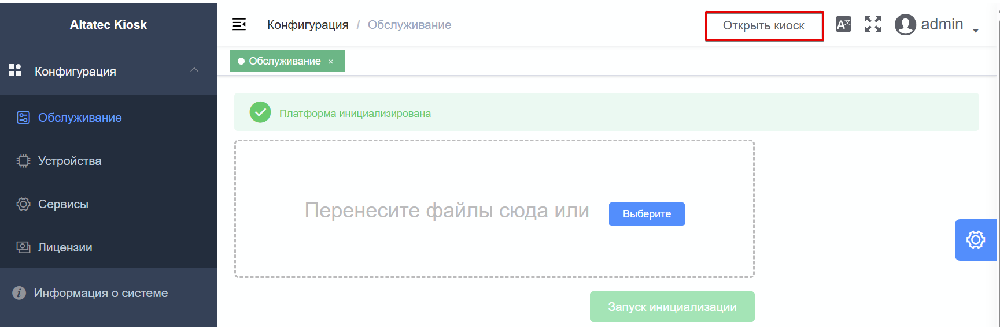 Altatec Kiosk
Конфигурация / Обслуживание
Открыть киоск
admin
Обслуживание ×
Конфигурация
Обслуживание
Устройства
Сервисы
Лицензии
Информация о системе
Платформа инициализирована
Перенесите файлы сюда или
Выберите
Запуск инициализации